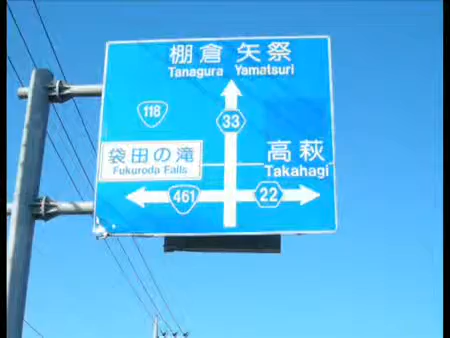 棚倉 矢祭
Tanagura Yamatsuri
118
33
袋田の滝
Fukuroda Falls
高萩
Takahagi
461
22